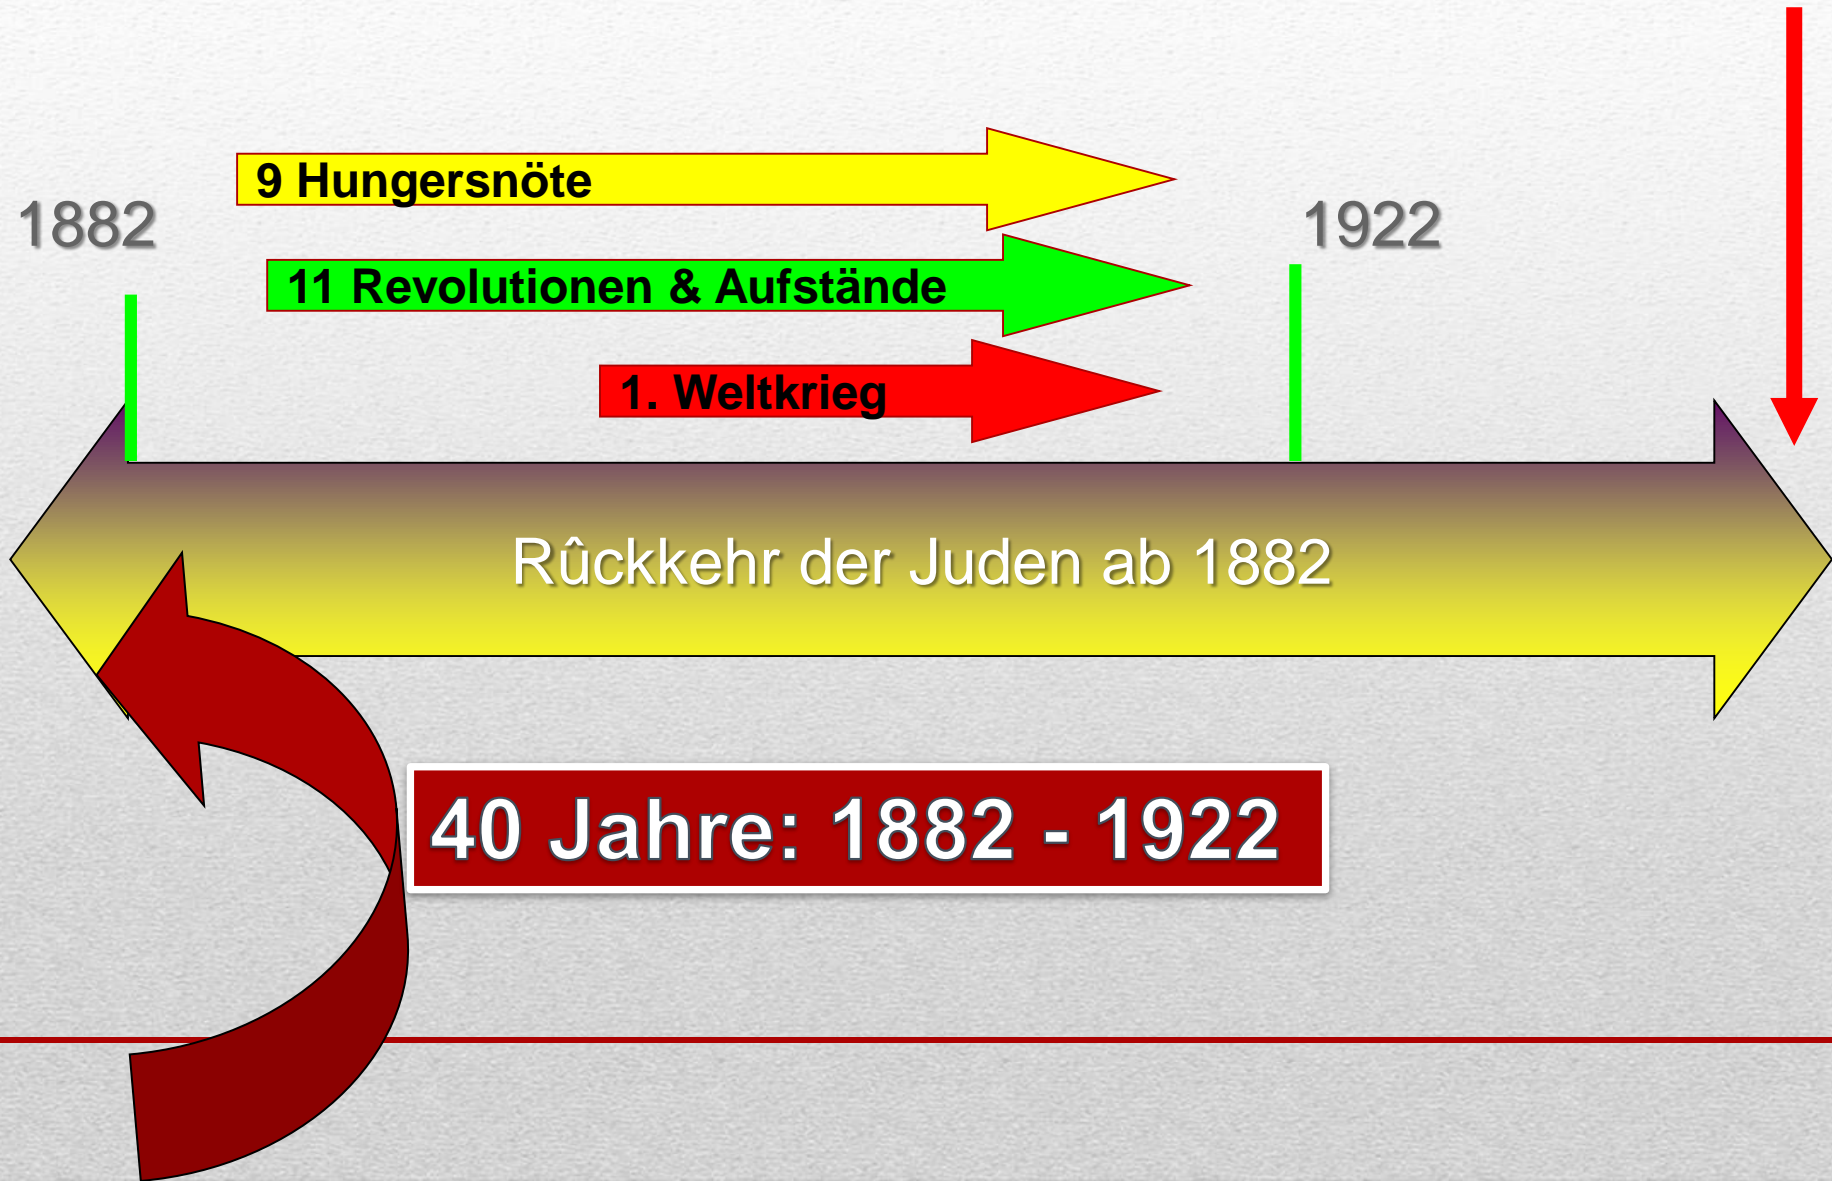 9 Hungersnöte
1882
1922
11 Revolutionen & Aufstände
1. Weltkrieg
Rûckkehr der Juden ab 1882
40 Jahre: 1882 - 1922